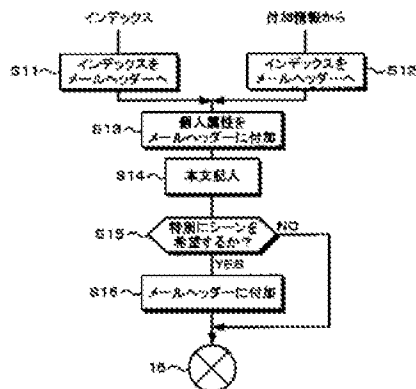 インデックス
付加情報から
S11
インデックスを
メールヘッダーへ
インデックスを
メールヘッダーへ
S12
S13
個人属性を
メールヘッダーに付加
S14
本文記入
S15
特別にシーンを
希望するか?
NO
YES
S16
メールヘッダーに付加
16